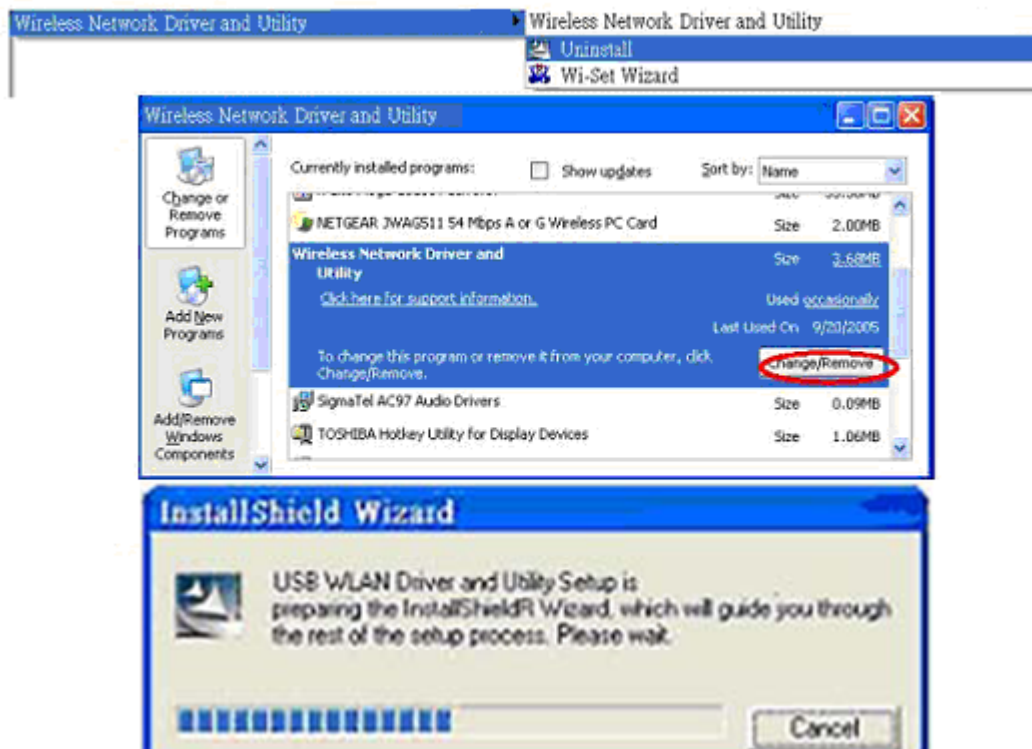 Wireless Network Driver and Utility
Wireless Network Driver and Utility
Uninstall
Wi-Set Wizard
Wireless Network Driver and Utility
Change or
Remove
Programs
Add New
Programs
Add/Remove
Windows
Components
Currently installed programs:
Show updates
Sort by: Name
NETGEAR JWAG511 54 Mbps A or G Wireless PC Card Size 2.00MB
Wireless Network Driver and Size 3.68MB
Utility
Click here for support information. Used occasionally
Last Used On 9/20/2005
To change this program or remove it from your computer, click Change/Remove
Change/Remove.
SigmaTel AC97 Audio Drivers Size 0.09MB
TOSHIBA Hotkey Utility for Display Devices Size 1.06MB
InstallShield Wizard
USB WLAN Driver and Utility Setup is
preparing the InstallShieldR Wizard, which will guide you through
the rest of the setup process. Please wait.
Cancel